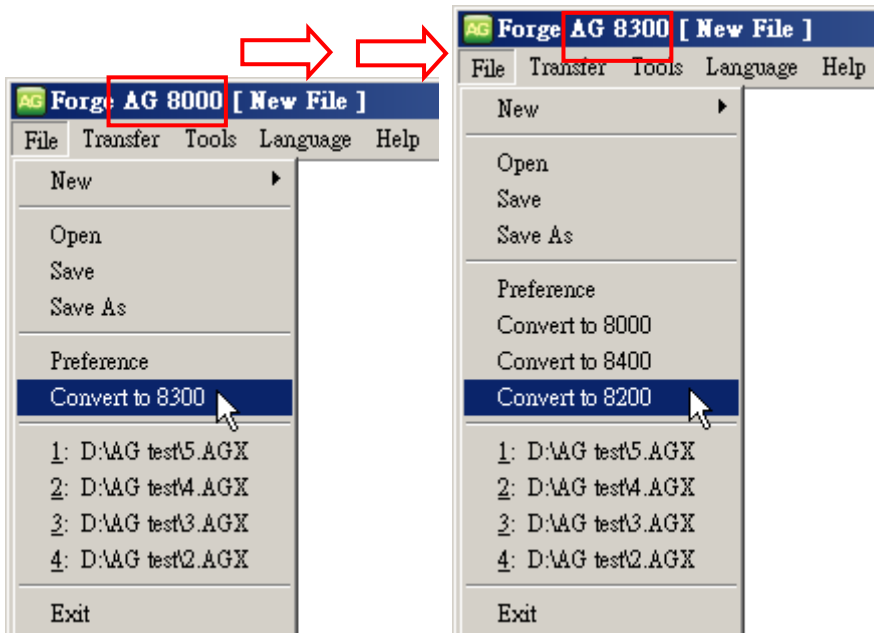 AG Forge AG 8000 [ New File ]
File Transfer Tools Language Help
New
Open
Save
Save As
Preference
Convert to 8300
1: D:\AG test\5.AGX
2: D:\AG test\4.AGX
3: D:\AG test\3.AGX
4: D:\AG test\2.AGX
Exit
AG Forge AG 8300 [ New File ]
File Transfer Tools Language Help
New
Open
Save
Save As
Preference
Convert to 8000
Convert to 8400
Convert to 8200
1: D:\AG test\5.AGX
2: D:\AG test\4.AGX
3: D:\AG test\3.AGX
4: D:\AG test\2.AGX
Exit